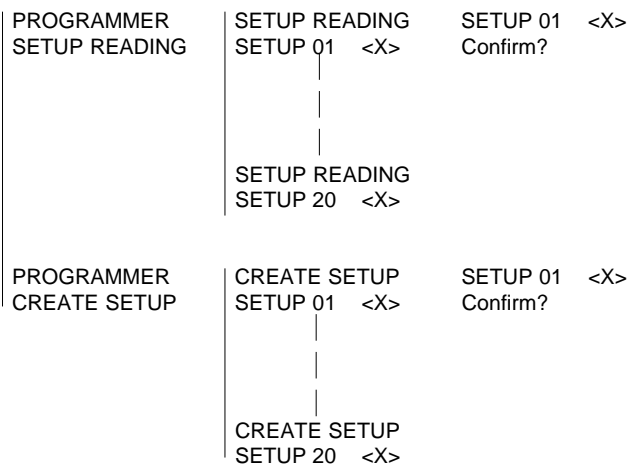 PROGRAMMER SETUP READING SETUP 01 <X>
SETUP READING SETUP 01 <X> Confirm?
SETUP READING
SETUP 20 <X>
PROGRAMMER CREATE SETUP SETUP 01 <X>
CREATE SETUP SETUP 01 <X> Confirm?
CREATE SETUP
SETUP 20 <X>